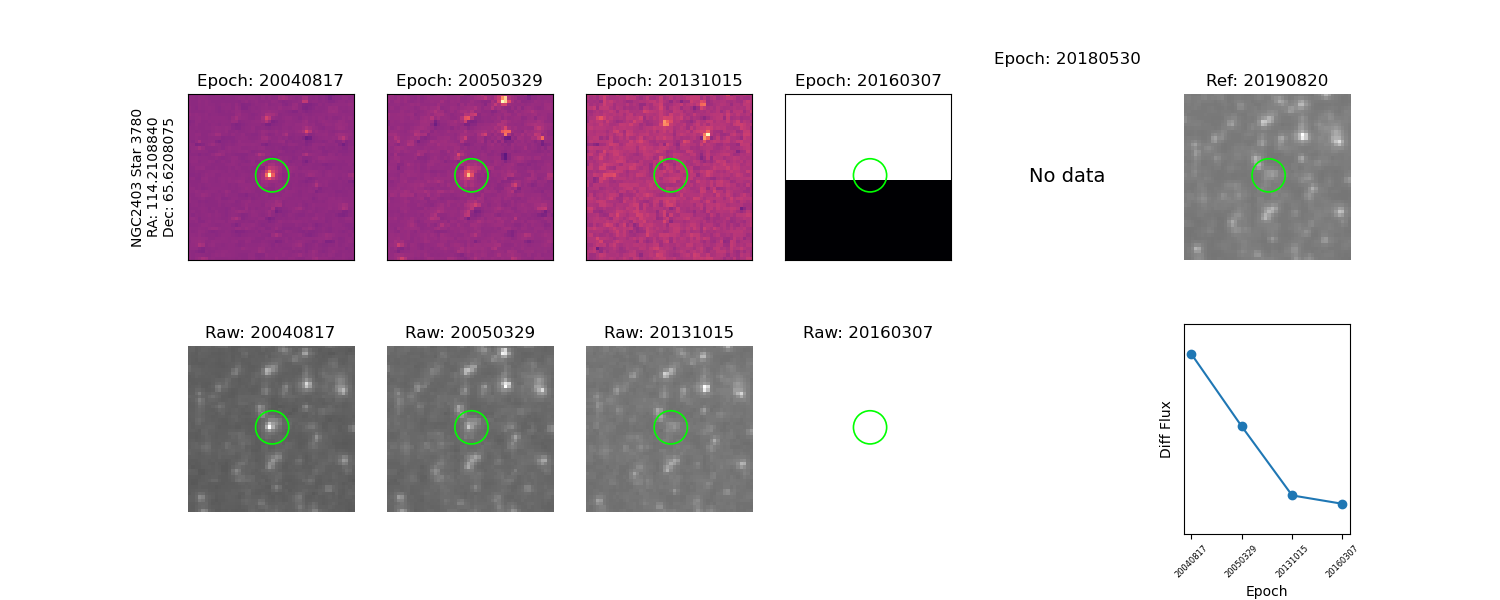 Epoch: 20040817
Epoch: 20050329
Epoch: 20131015
Epoch: 20160307
Epoch: 20180530
Ref: 20190820
NGC2403 Star 3780
RA: 114.2108840
Dec: 65.6208075
No data
Raw: 20040817
Raw: 20050329
Raw: 20131015
Raw: 20160307
Diff Flux
20040817
20050329
20131015
20160307
Epoch